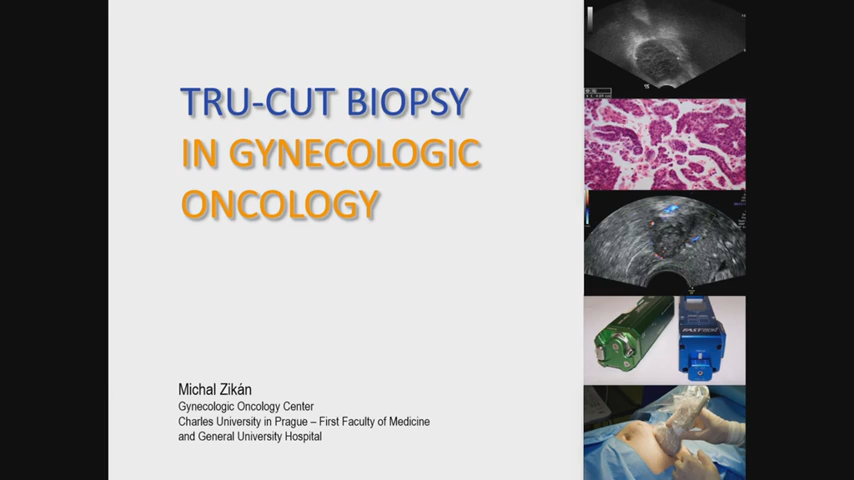 TRU-CUT BIOPSY
IN GYNECOLOGIC
ONCOLOGY
Michal Zikán
Gynecologic Oncology Center
Charles University in Prague – First Faculty of Medicine
and General University Hospital